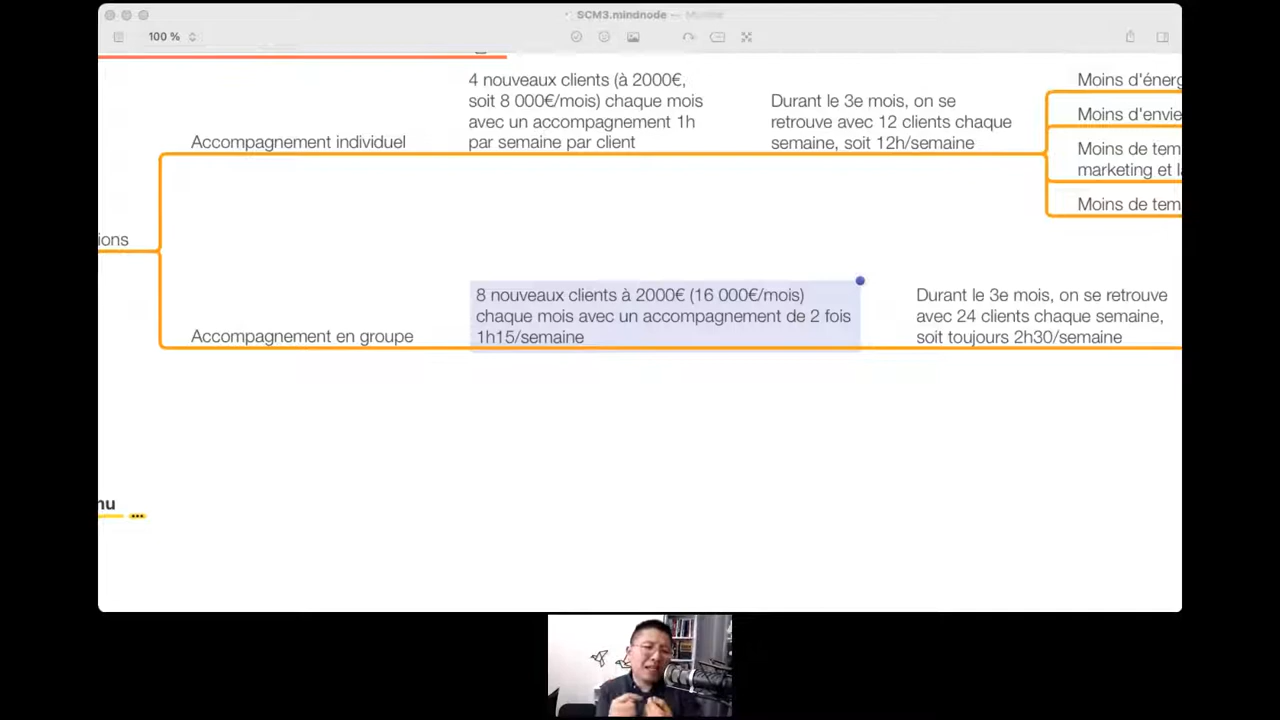 SCM3.mindnode
100 %
4 nouveaux clients (à 2000€,
soit 8 000€/mois) chaque mois
avec un accompagnement 1h
par semaine par client
Accompagnement individuel
Durant le 3e mois, on se
retrouve avec 12 clients chaque
semaine, soit 12h/semaine
Moins d'énerg
Moins d'envie
Moins de tem
marketing et l
Moins de tem
ions
8 nouveaux clients à 2000€ (16 000€/mois)
chaque mois avec un accompagnement de 2 fois
1h15/semaine
Accompagnement en groupe
Durant le 3e mois, on se retrouve
avec 24 clients chaque semaine,
soit toujours 2h30/semaine
nu